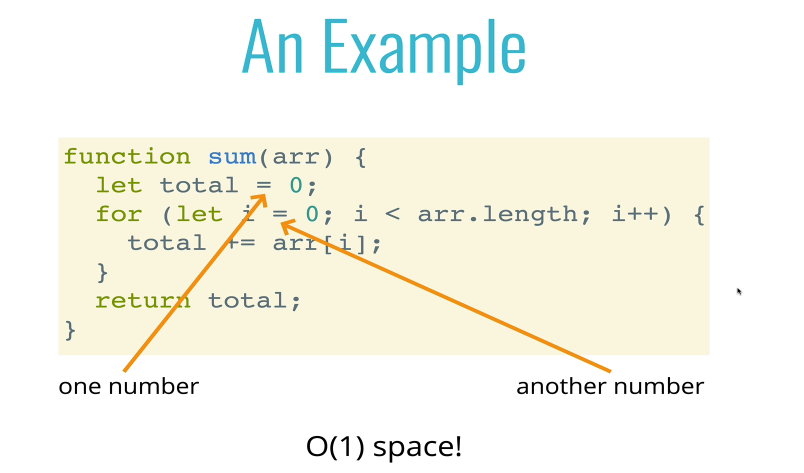 An Example
function sum(arr) {
  let total = 0;
  for (let i = 0; i < arr.length; i++) {
    total += arr[i];
  }
  return total;
}
one number
another number
O(1) space!